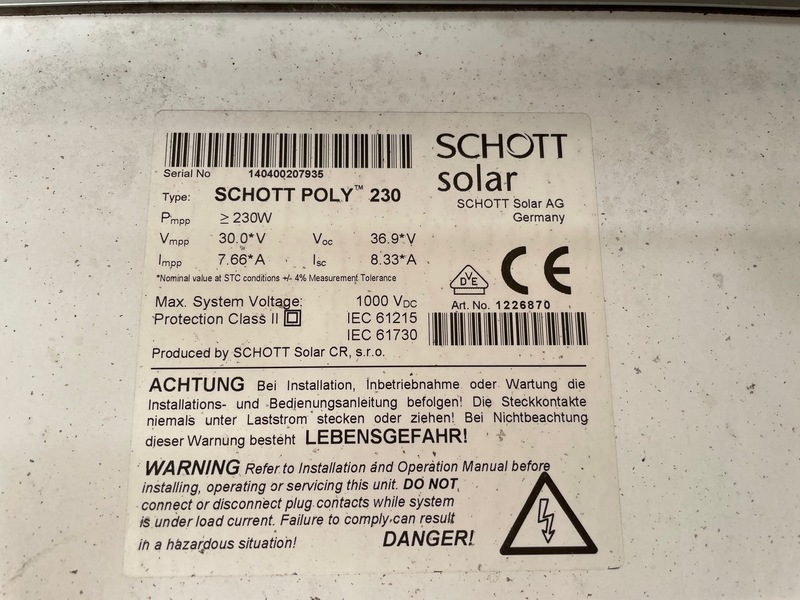 SCHOTT
solar
SCHOTT Solar AG
Germany
Serial No 140400207935
Type: SCHOTT POLY™ 230
Pmpp ≥ 230W
Vmpp 30.0*V Voc 36.9*V
Impp 7.66*A Isc 8.33*A
*Nominal value at STC conditions +/- 4% Measurement Tolerance
Max. System Voltage: 1000 VDC
Protection Class II IEC 61215
IEC 61730
Produced by SCHOTT Solar CR, s.r.o.
VDE
CE
Art. No. 1226870
ACHTUNG Bei Installation, Inbetriebnahme oder Wartung die
Installations- und Bedienungsanleitung befolgen! Die Steckkontakte
niemals unter Laststrom stecken oder ziehen! Bei Nichtbeachtung
dieser Warnung besteht LEBENSGEFAHR!
WARNING Refer to Installation and Operation Manual before
installing, operating or servicing this unit. DO NOT
connect or disconnect plug contacts while system
is under load current. Failure to comply can result
in a hazardous situation! DANGER!